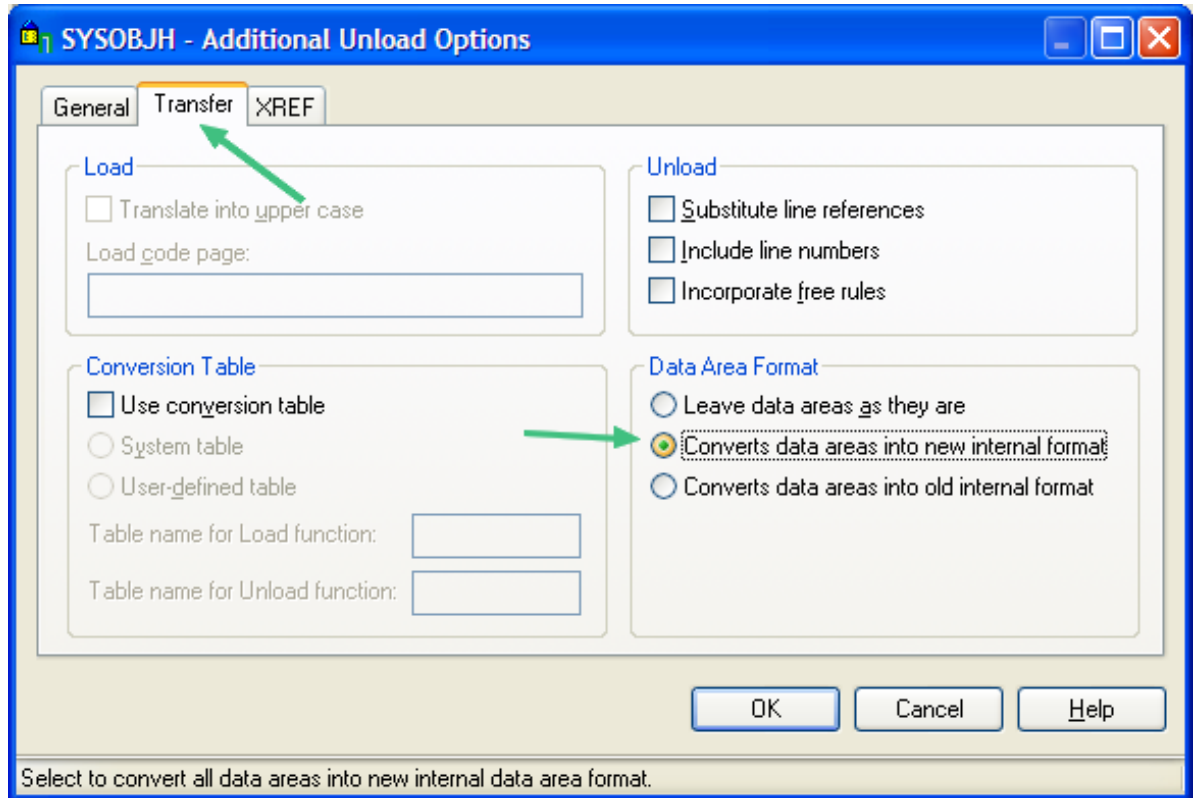 SYSOBJH - Additional Unload Options
General Transfer XREF
Load
Translate into upper case
Load code page:
Unload
Substitute line references
Include line numbers
Incorporate free rules
Conversion Table
Use conversion table
System table
User-defined table
Table name for Load function:
Table name for Unload function:
Data Area Format
Leave data areas as they are
Converts data areas into new internal format
Converts data areas into old internal format
OK Cancel Help
Select to convert all data areas into new internal data area format.